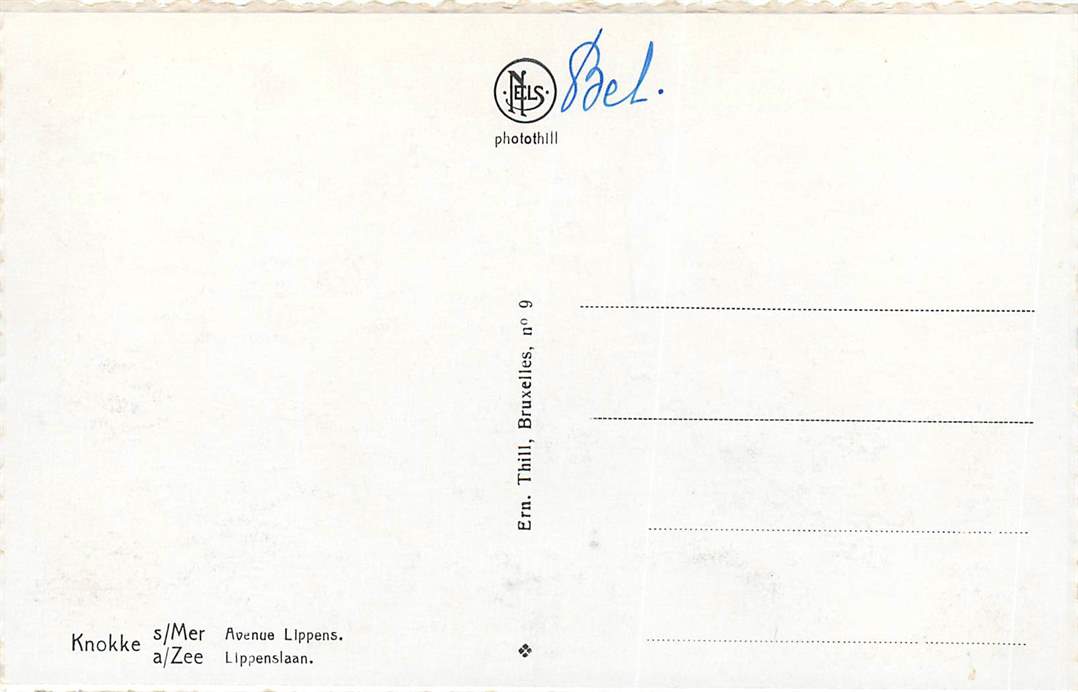 NELS
Bel.
photothill
Ern. Thill, Bruxelles, nº 9
Knokke s/Mer Avenue Lippens.
a/Zee Lippenslaan.